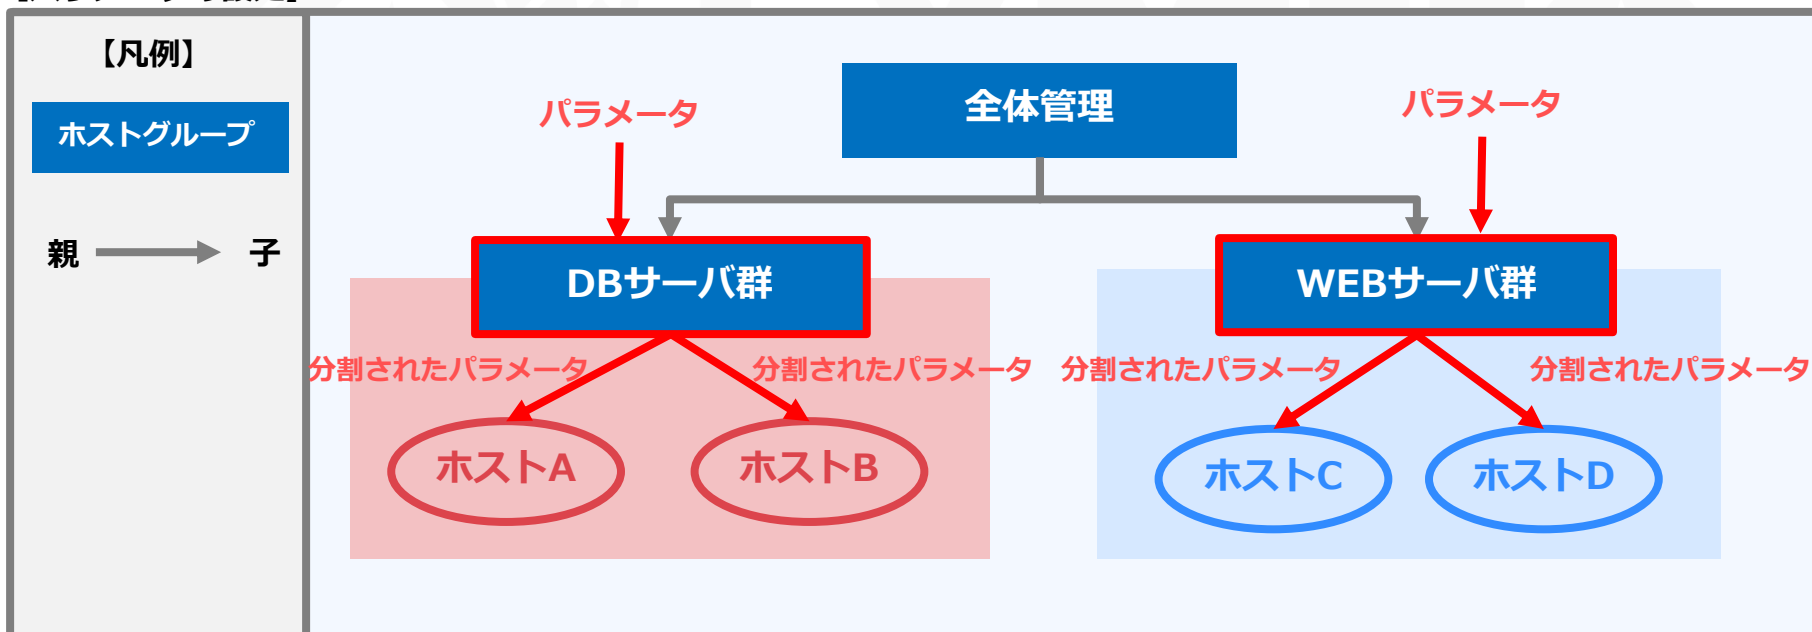 【凡例】
ホストグループ
親
子
全体管理
パラメータ
パラメータ
DBサーバ群
WEBサーバ群
分割されたパラメータ
分割されたパラメータ
分割されたパラメータ
分割されたパラメータ
ホストA
ホストB
ホストC
ホストD